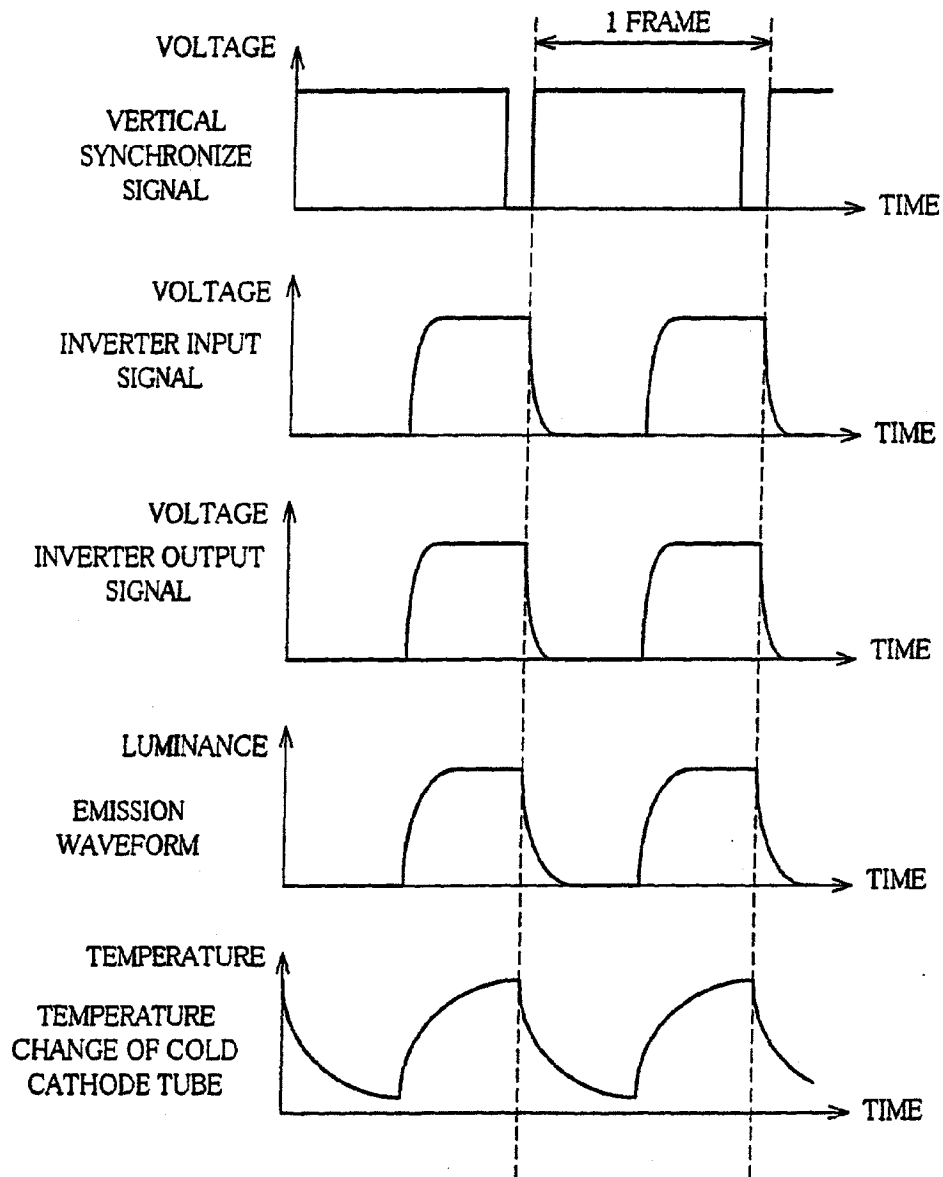 1 FRAME
VOLTAGE
VERTICAL
SYNCHRONIZE
SIGNAL
TIME
VOLTAGE
INVERTER INPUT
SIGNAL
TIME
VOLTAGE
INVERTER OUTPUT
SIGNAL
TIME
LUMINANCE
EMISSION
WAVEFORM
TIME
TEMPERATURE
TEMPERATURE
CHANGE OF COLD
CATHODE TUBE
TIME